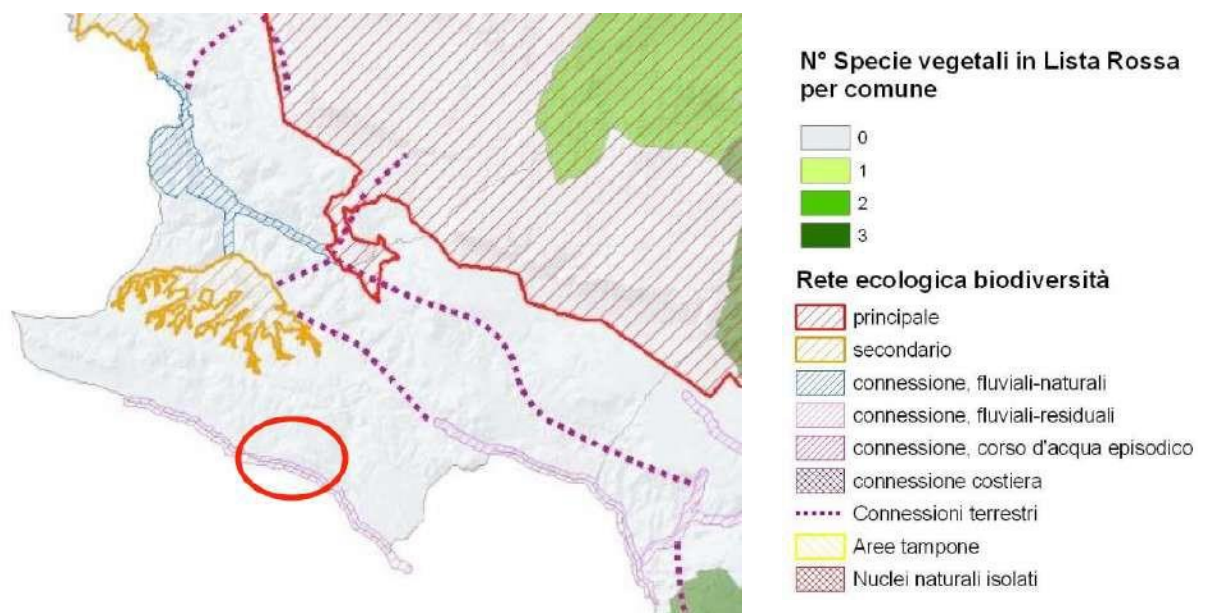 N° Specie vegetali in Lista Rossa
per comune
0
1
2
3
Rete ecologica biodiversità
principale
secondario
connessione, fluviali-naturali
connessione, fluviali-residuali
connessione, corso d'acqua episodico
connessione costiera
Connessioni terrestri
Aree tampone
Nuclei naturali isolati